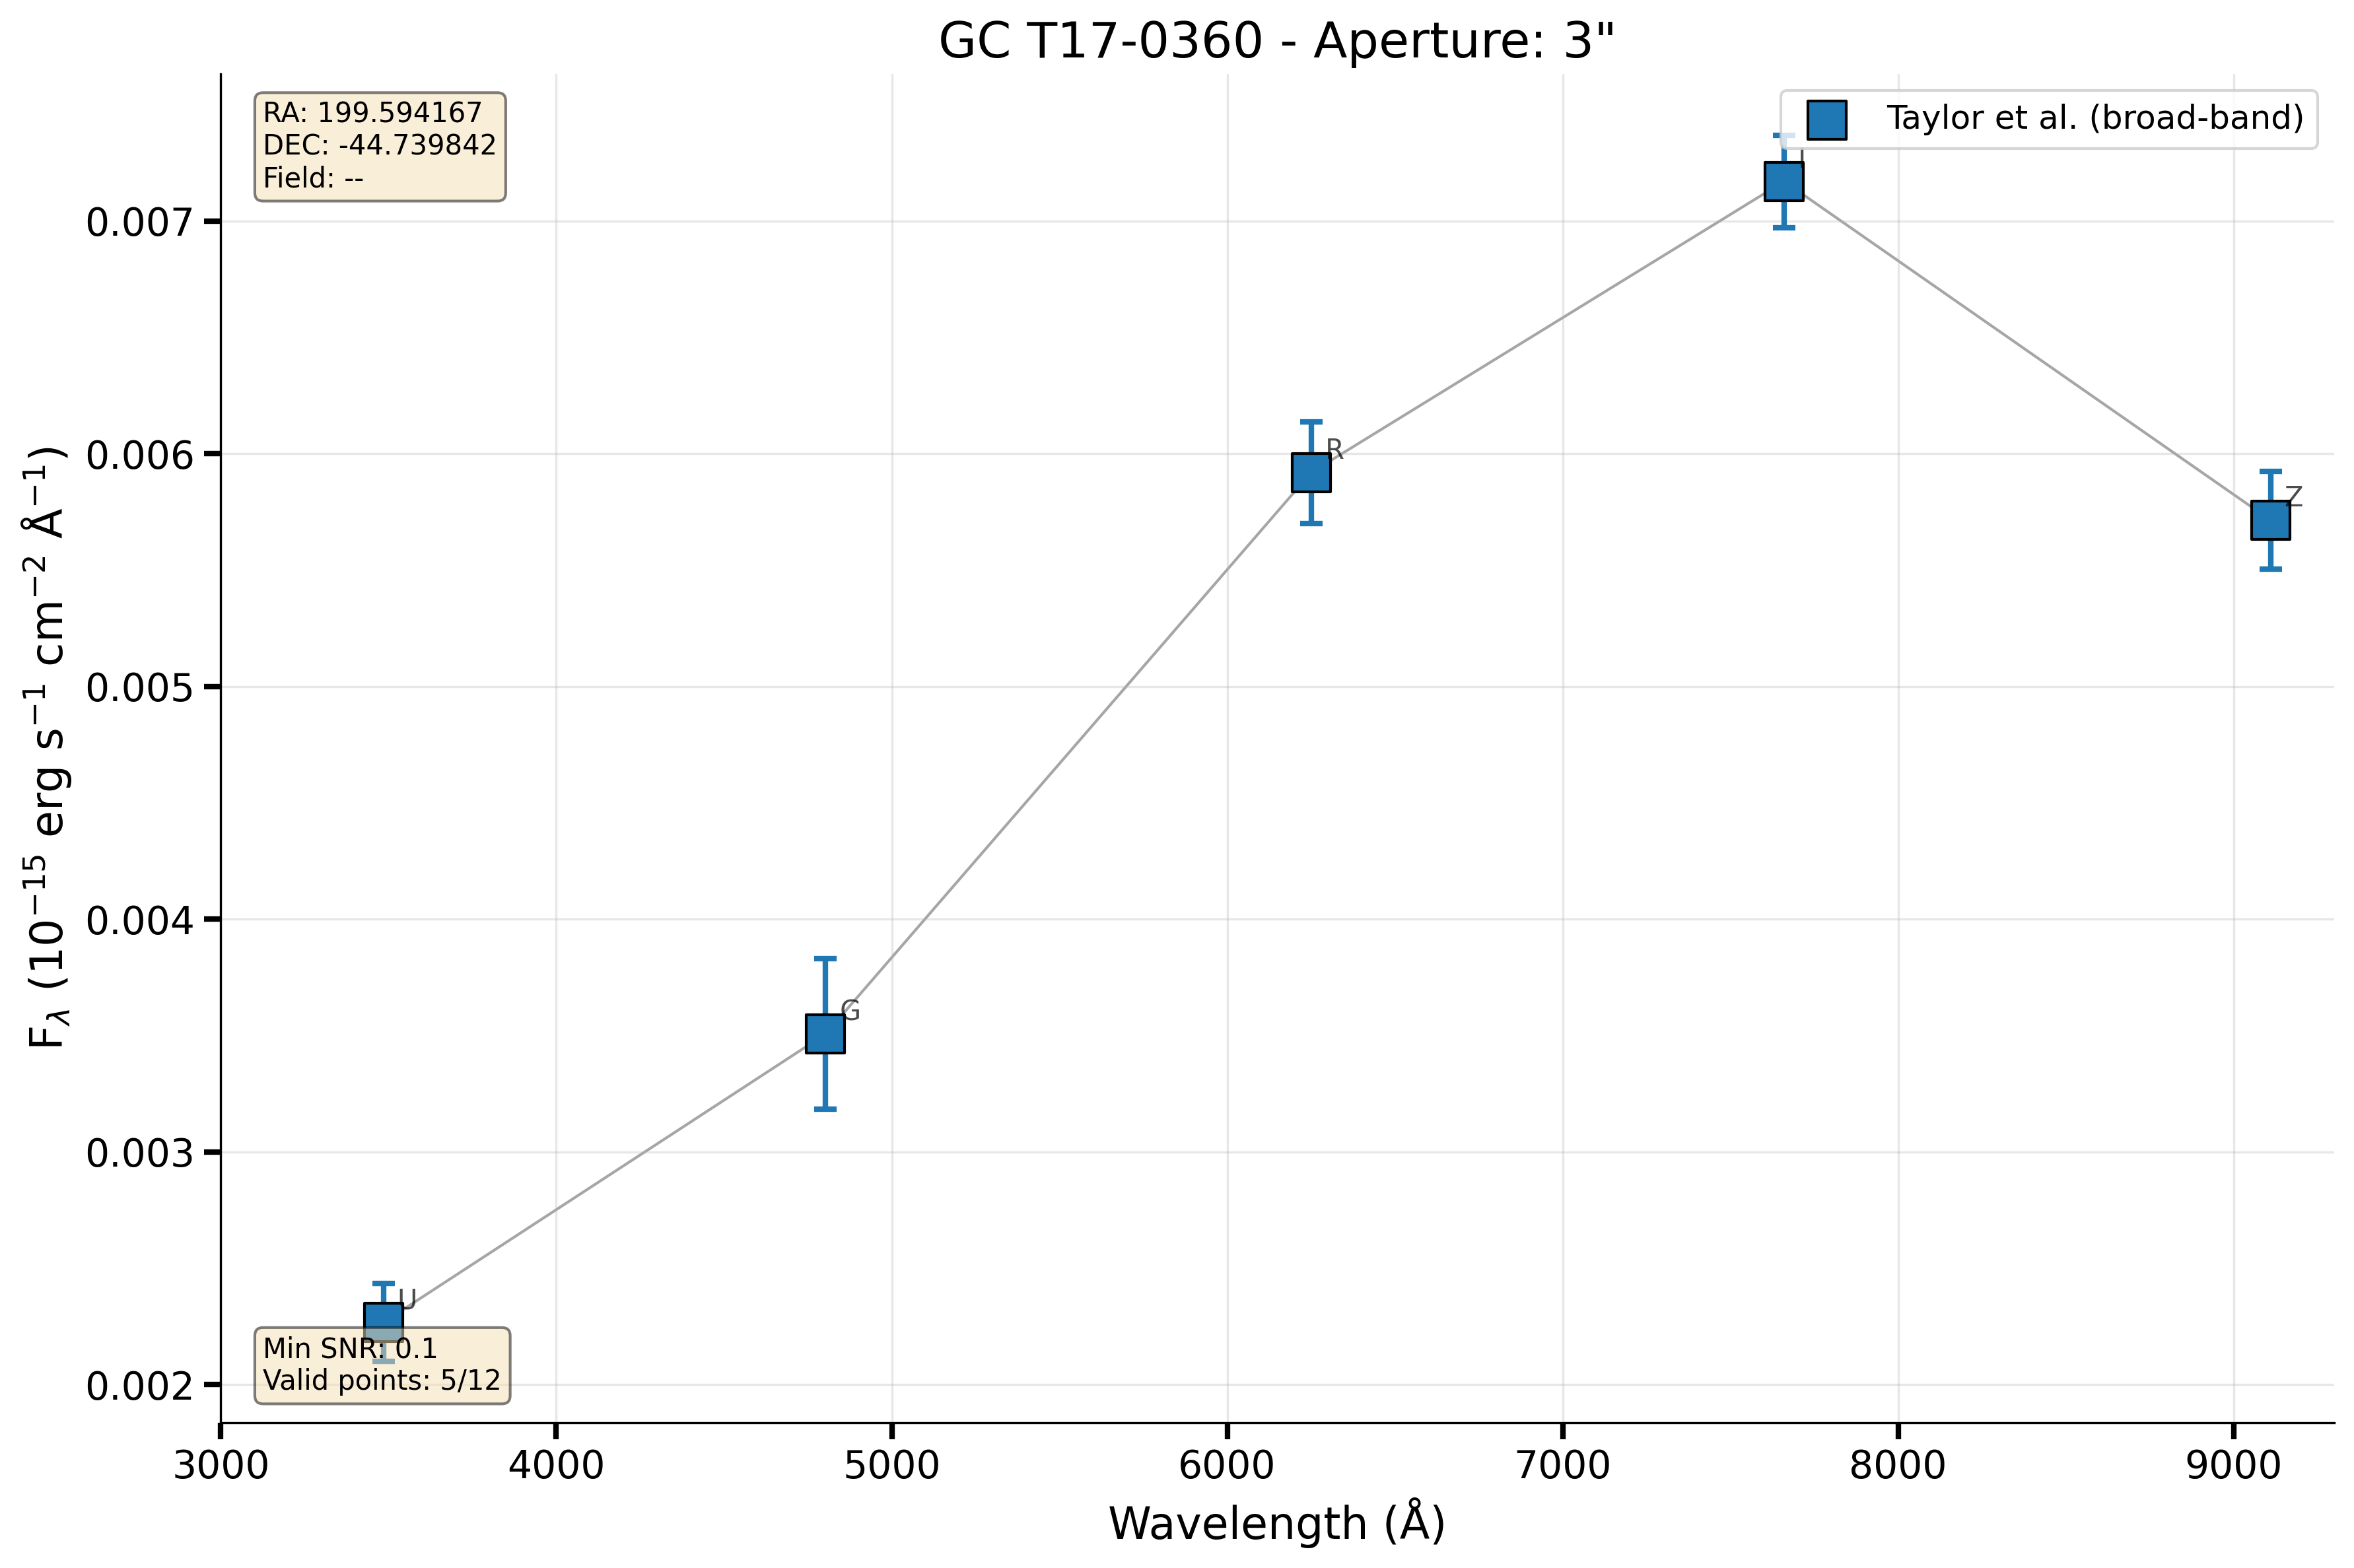 GC T17-0360 - Aperture: 3"
RA: 199.594167
DEC: -44.739842
Field: --
Taylor et al. (broad-band)
I
R
Z
G
U
Min SNR: 0.1
Valid points: 5/12
0.007
0.006
0.005
0.004
0.003
0.002
F_λ (10⁻¹⁵ erg s⁻¹ cm⁻² Å⁻¹)
3000 4000 5000 6000 7000 8000 9000
Wavelength (Å)